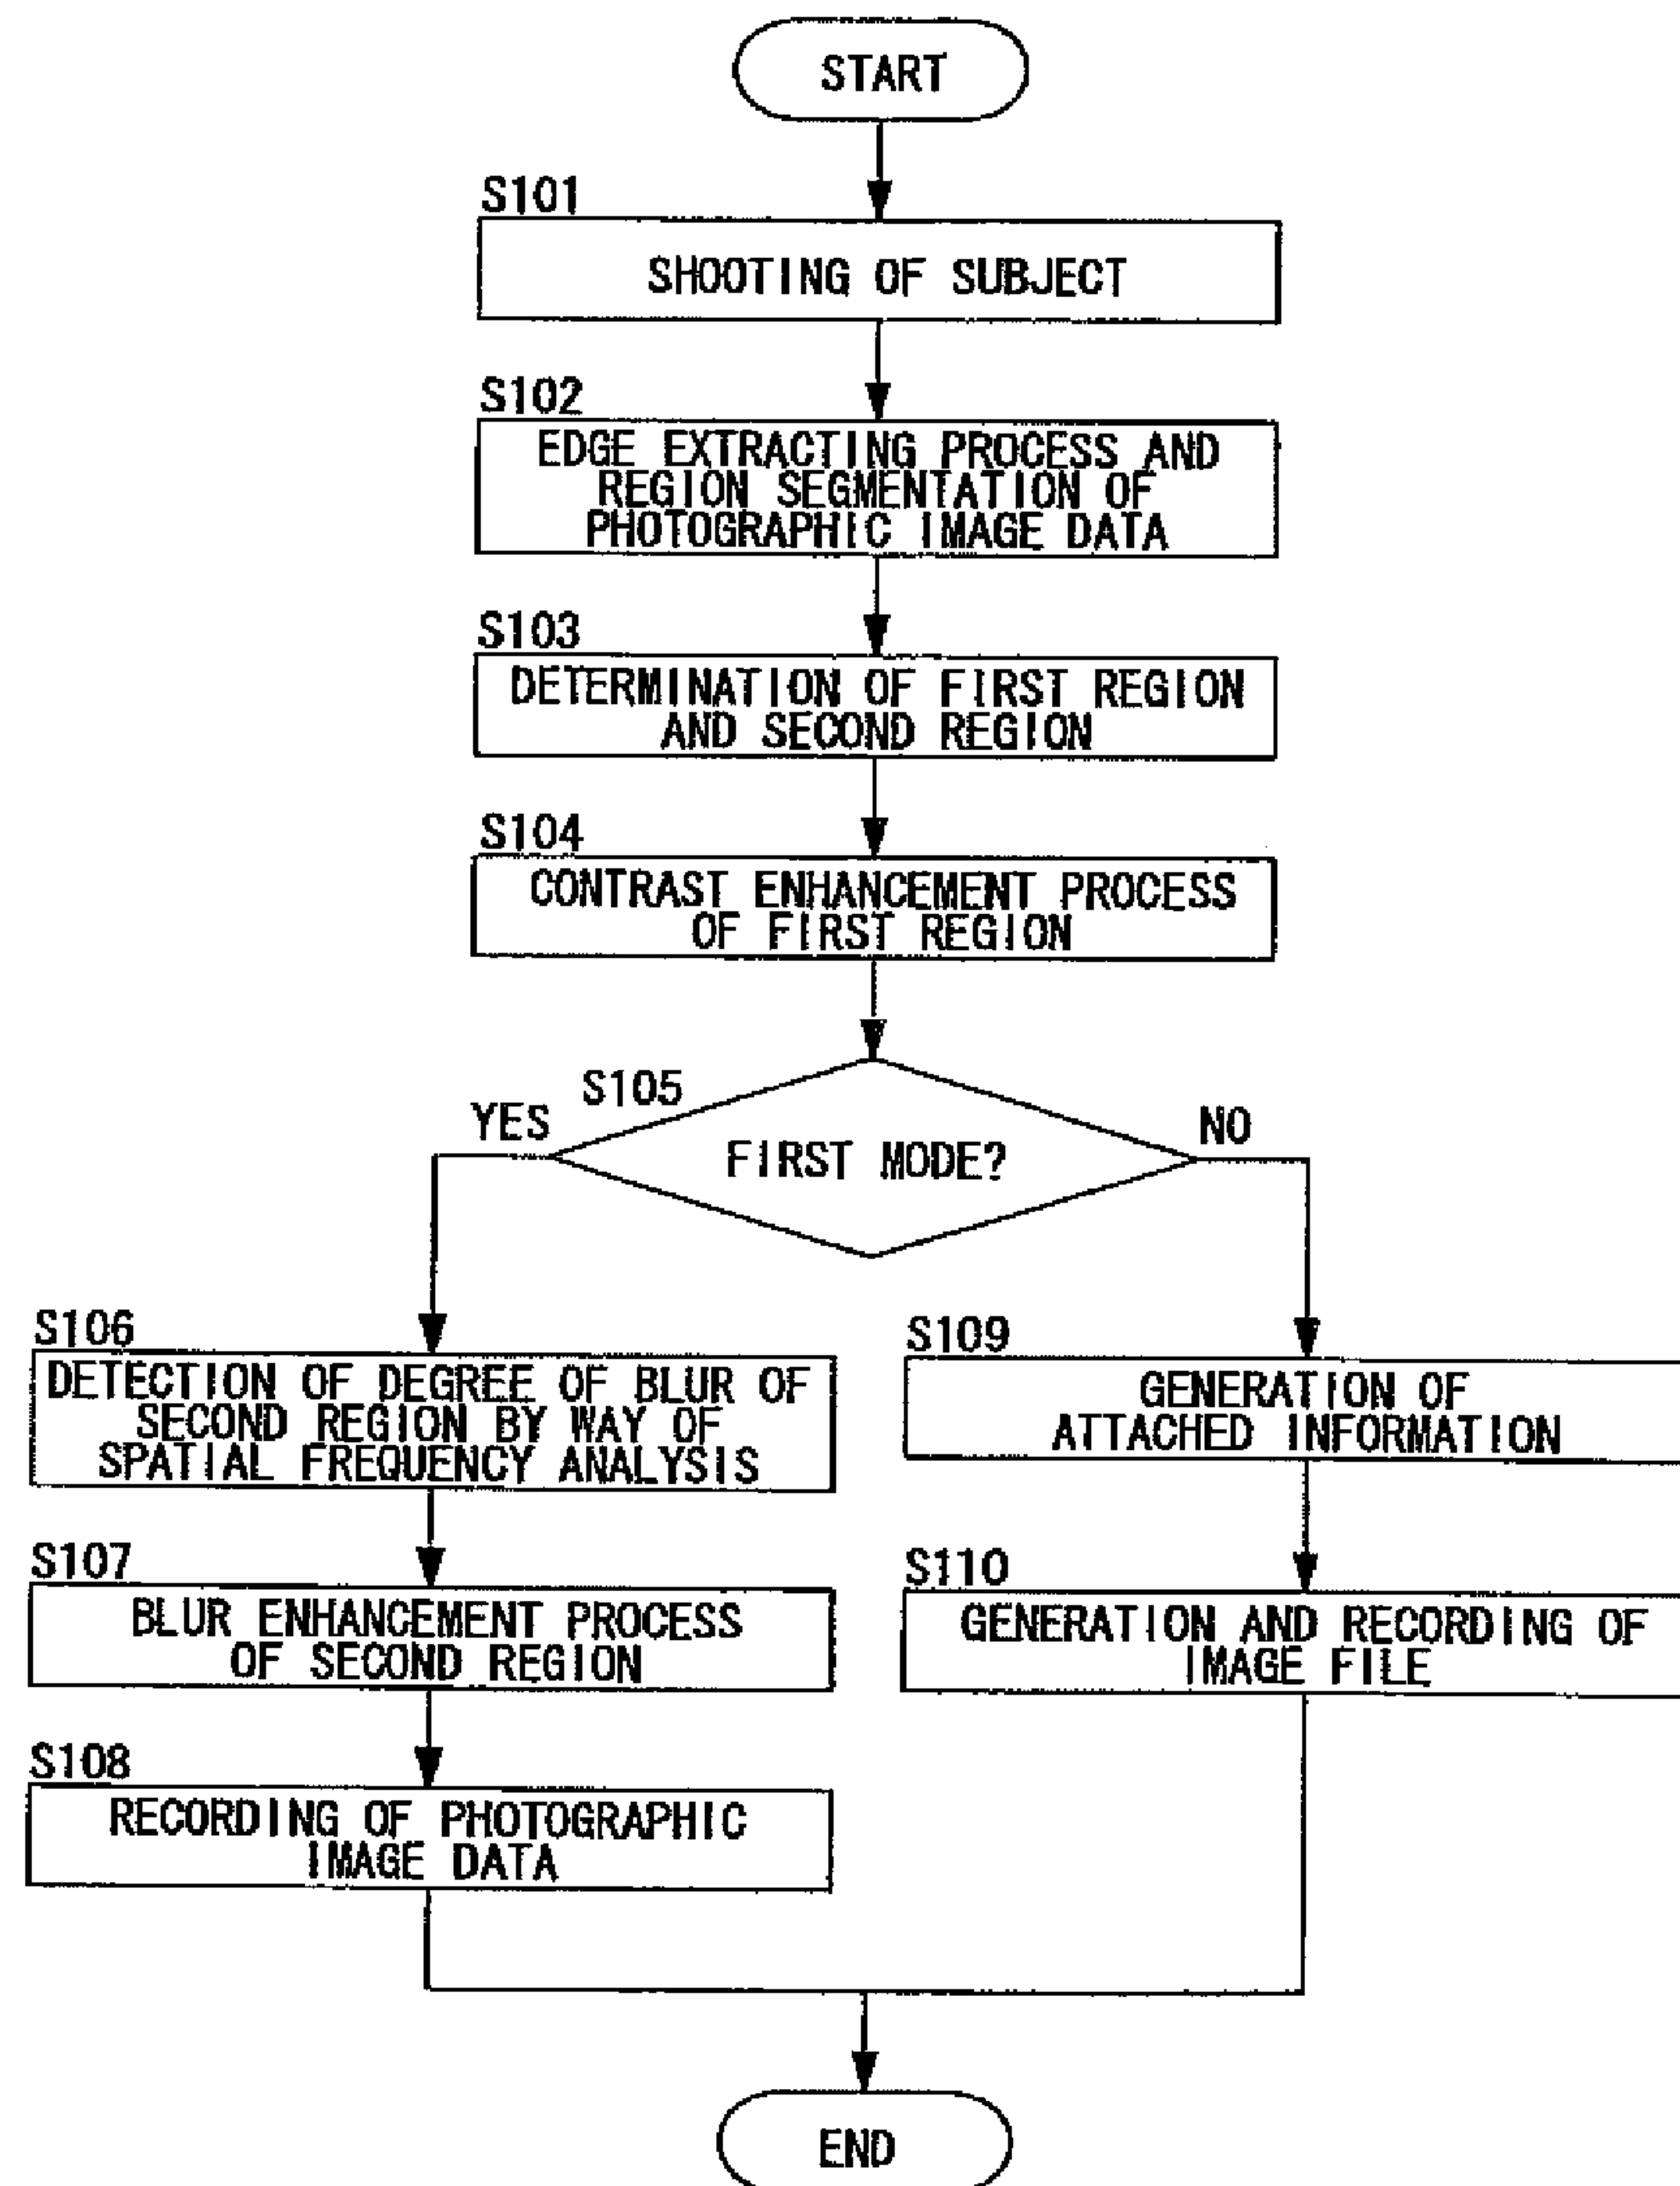 START
S101
SHOOTING OF SUBJECT
S102
EDGE EXTRACTING PROCESS AND
REGION SEGMENTATION OF
PHOTOGRAPHIC IMAGE DATA
S103
DETERMINATION OF FIRST REGION
AND SECOND REGION
S104
CONTRAST ENHANCEMENT PROCESS
OF FIRST REGION
S105
FIRST MODE?
YES
NO
S106
DETECTION OF DEGREE OF BLUR OF
SECOND REGION BY WAY OF
SPATIAL FREQUENCY ANALYSIS
S107
BLUR ENHANCEMENT PROCESS
OF SECOND REGION
S108
RECORDING OF PHOTOGRAPHIC
IMAGE DATA
S109
GENERATION OF
ATTACHED INFORMATION
S110
GENERATION AND RECORDING OF
IMAGE FILE
END